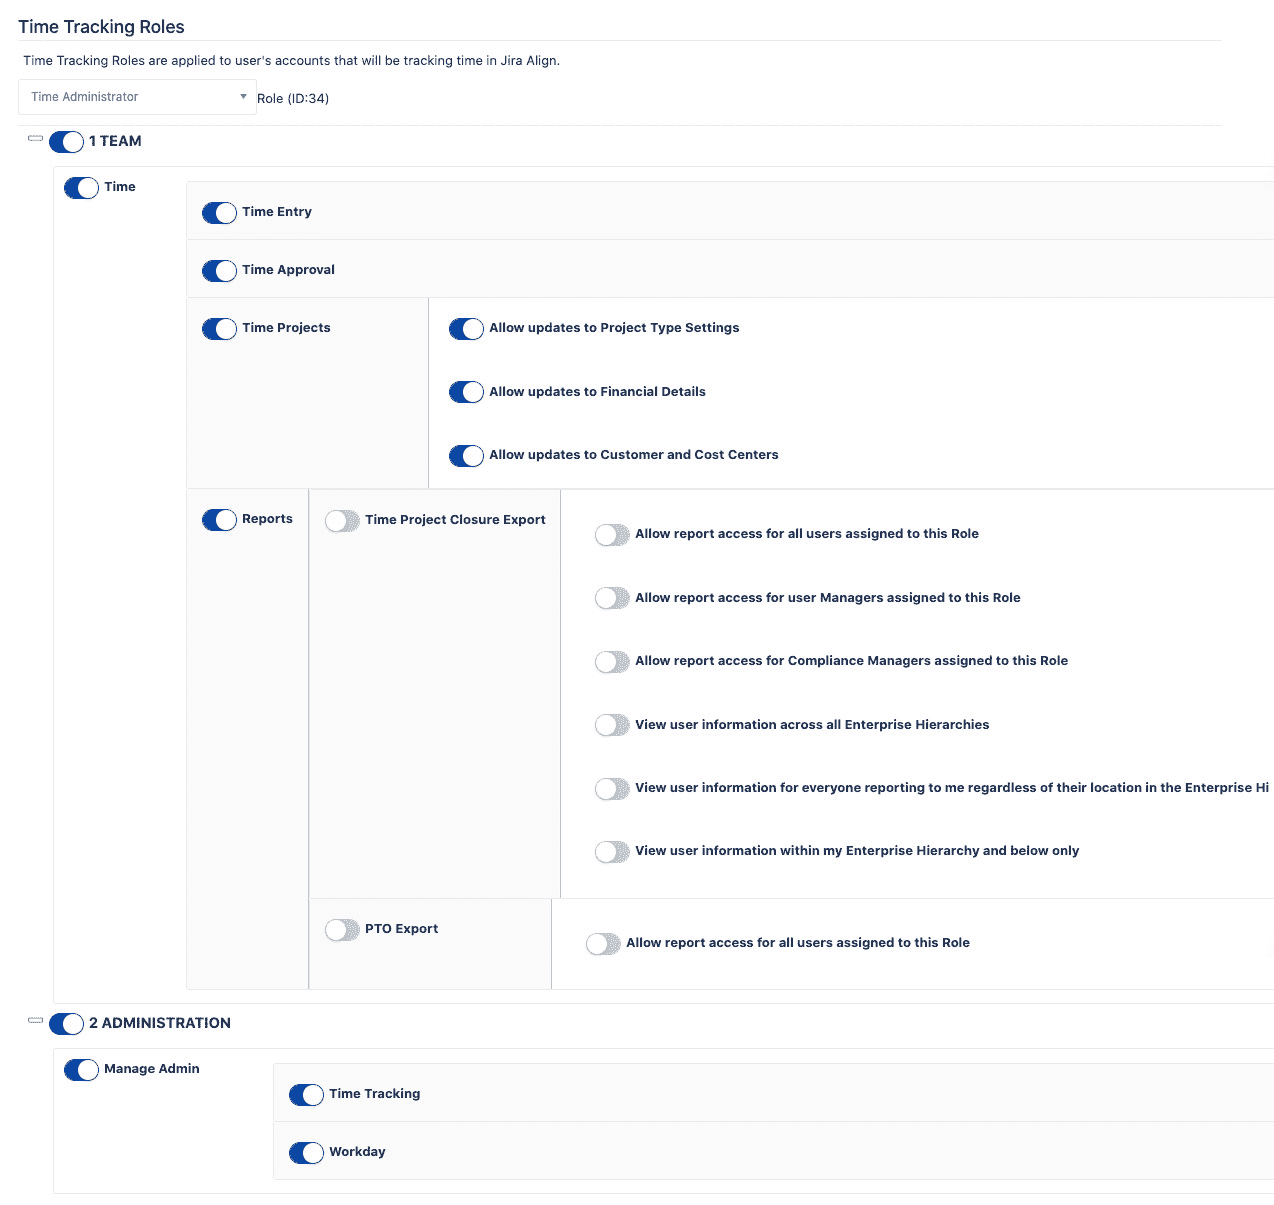 Time Tracking Roles
Time Tracking Roles are applied to user's accounts that will be tracking time in Jira Align.
Time Administrator
Role (ID:34)
1 TEAM
Time
Time Entry
Time Approval
Time Projects
Allow updates to Project Type Settings
Allow updates to Financial Details
Allow updates to Customer and Cost Centers
Reports
Time Project Closure Export
Allow report access for all users assigned to this Role
Allow report access for user Managers assigned to this Role
Allow report access for Compliance Managers assigned to this Role
View user information across all Enterprise Hierarchies
View user information for everyone reporting to me regardless of their location in the Enterprise Hi
View user information within my Enterprise Hierarchy and below only
PTO Export
Allow report access for all users assigned to this Role
2 ADMINISTRATION
Manage Admin
Time Tracking
Workday